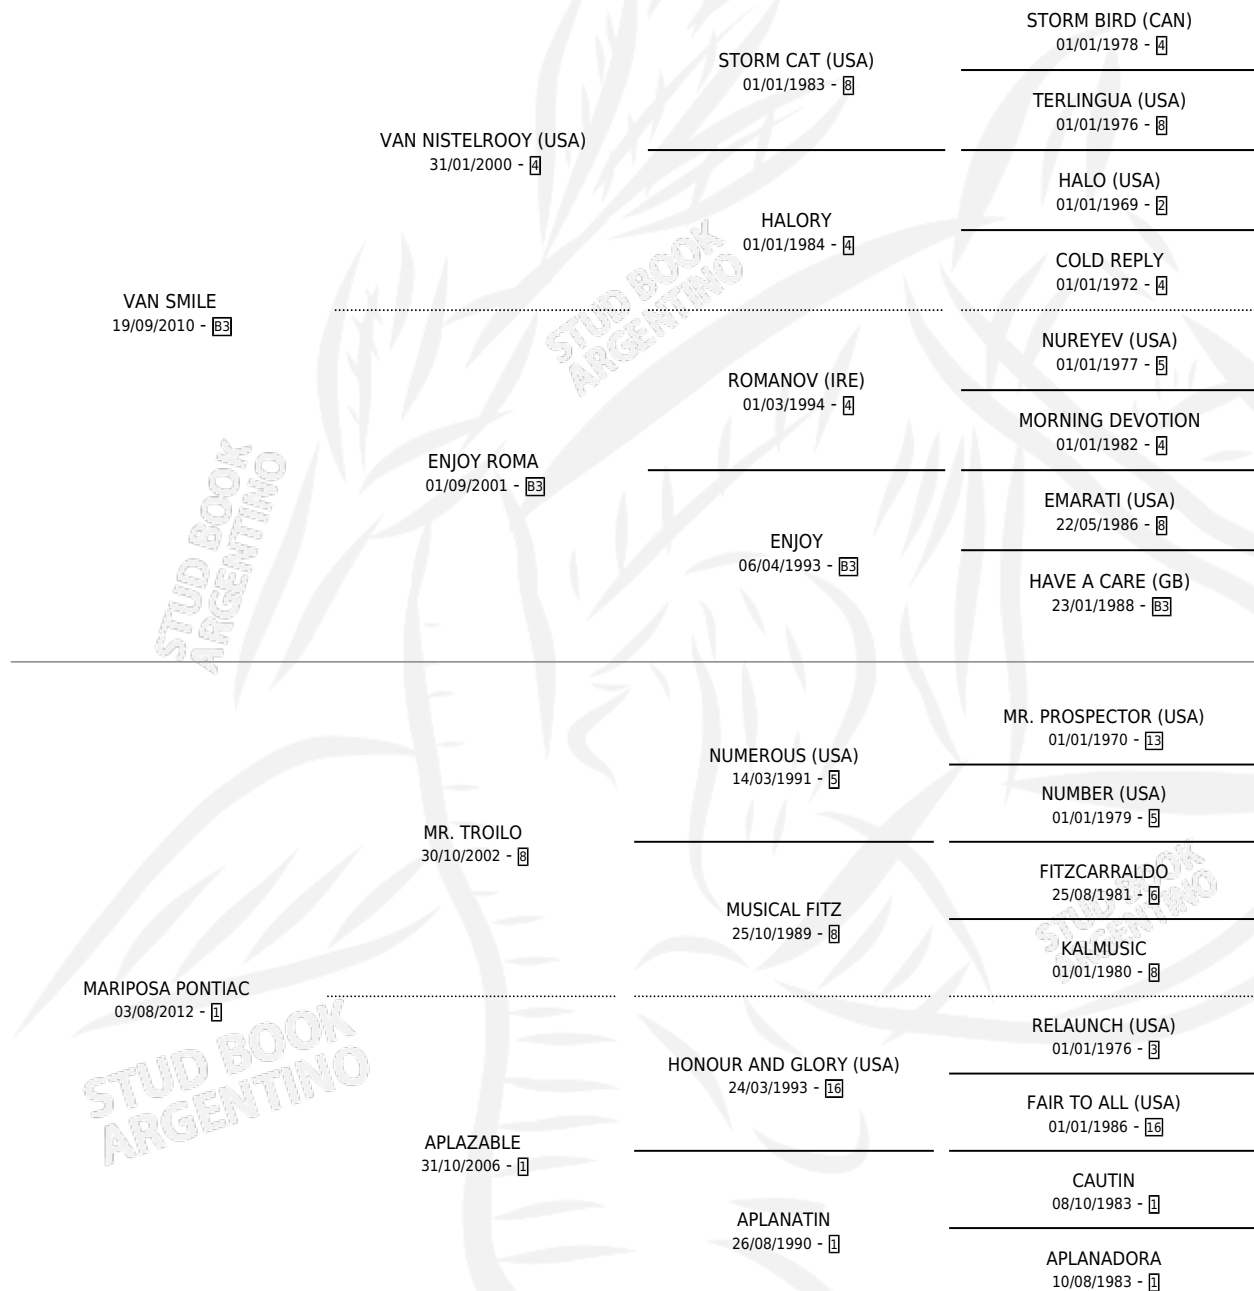 STORM BIRD (CAN)
01/01/1978 - 4
STORM CAT (USA)
01/01/1983 - 8
TERLINGUA (USA)
01/01/1976 - 8
VAN NISTELROOY (USA)
31/01/2000 - 4
HALO (USA)
01/01/1969 - 2
HALORY
01/01/1984 - 4
COLD REPLY
01/01/1972 - 4
VAN SMILE
19/09/2010 - B3
NUREYEV (USA)
01/01/1977 - 5
ROMANOV (IRE)
01/03/1994 - 4
MORNING DEVOTION
01/01/1982 - 4
ENJOY ROMA
01/09/2001 - B3
EMARATI (USA)
22/05/1986 - 8
ENJOY
06/04/1993 - B3
HAVE A CARE (GB)
23/01/1988 - B3
MR. PROSPECTOR (USA)
01/01/1970 - 13
NUMEROUS (USA)
14/03/1991 - 5
NUMBER (USA)
01/01/1979 - 5
MR. TROILO
30/10/2002 - 8
FITZCARRALDO
25/08/1981 - 6
MUSICAL FITZ
25/10/1989 - 8
KALMUSIC
01/01/1980 - 8
MARIPOSA PONTIAC
03/08/2012 - 1
RELAUNCH (USA)
01/01/1976 - 3
HONOUR AND GLORY (USA)
24/03/1993 - 16
FAIR TO ALL (USA)
01/01/1986 - 16
APLAZABLE
31/10/2006 - 1
CAUTIN
08/10/1983 - 1
APLANATIN
26/08/1990 - 1
APLANADORA
10/08/1983 - 1
STUD BOOK
ARGENTINO
STUD BOOK
ARGENTINO
STUD BOOK
ARGENTINO
STUD BOOK
ARGENTINO